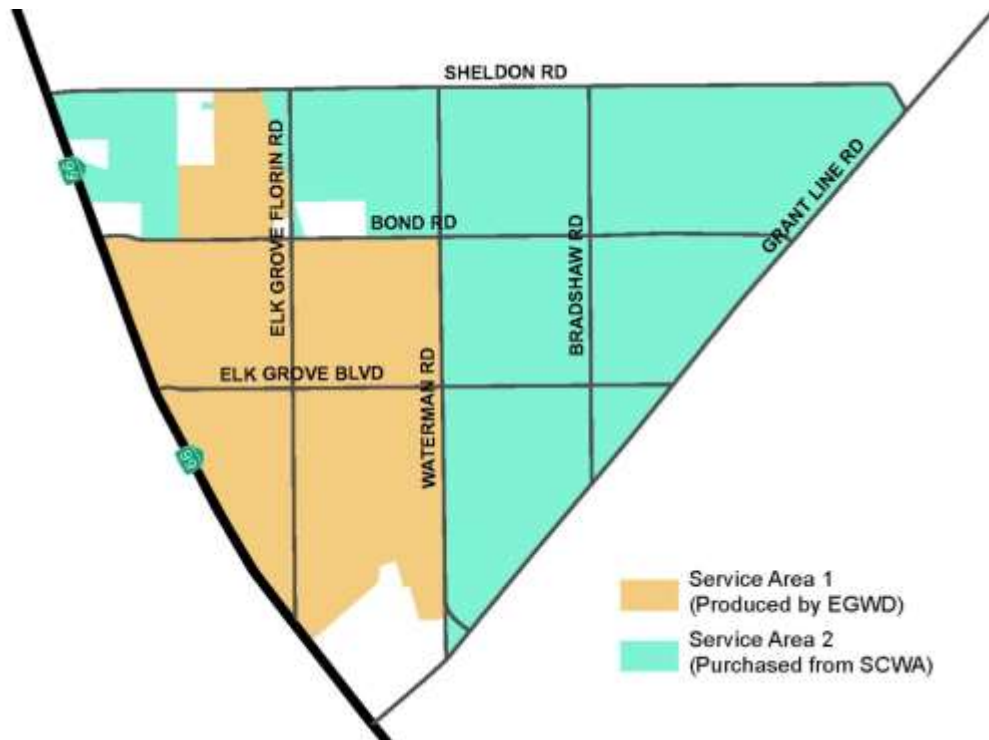 SHELDON RD
ELK GROVE FLORIN RD
99
GRANT LINE RD
BOND RD
BRADSHAW RD
ELK GROVE BLVD
WATERMAN RD
99
Service Area 1
(Produced by EGWD)
Service Area 2
(Purchased from SCWA)